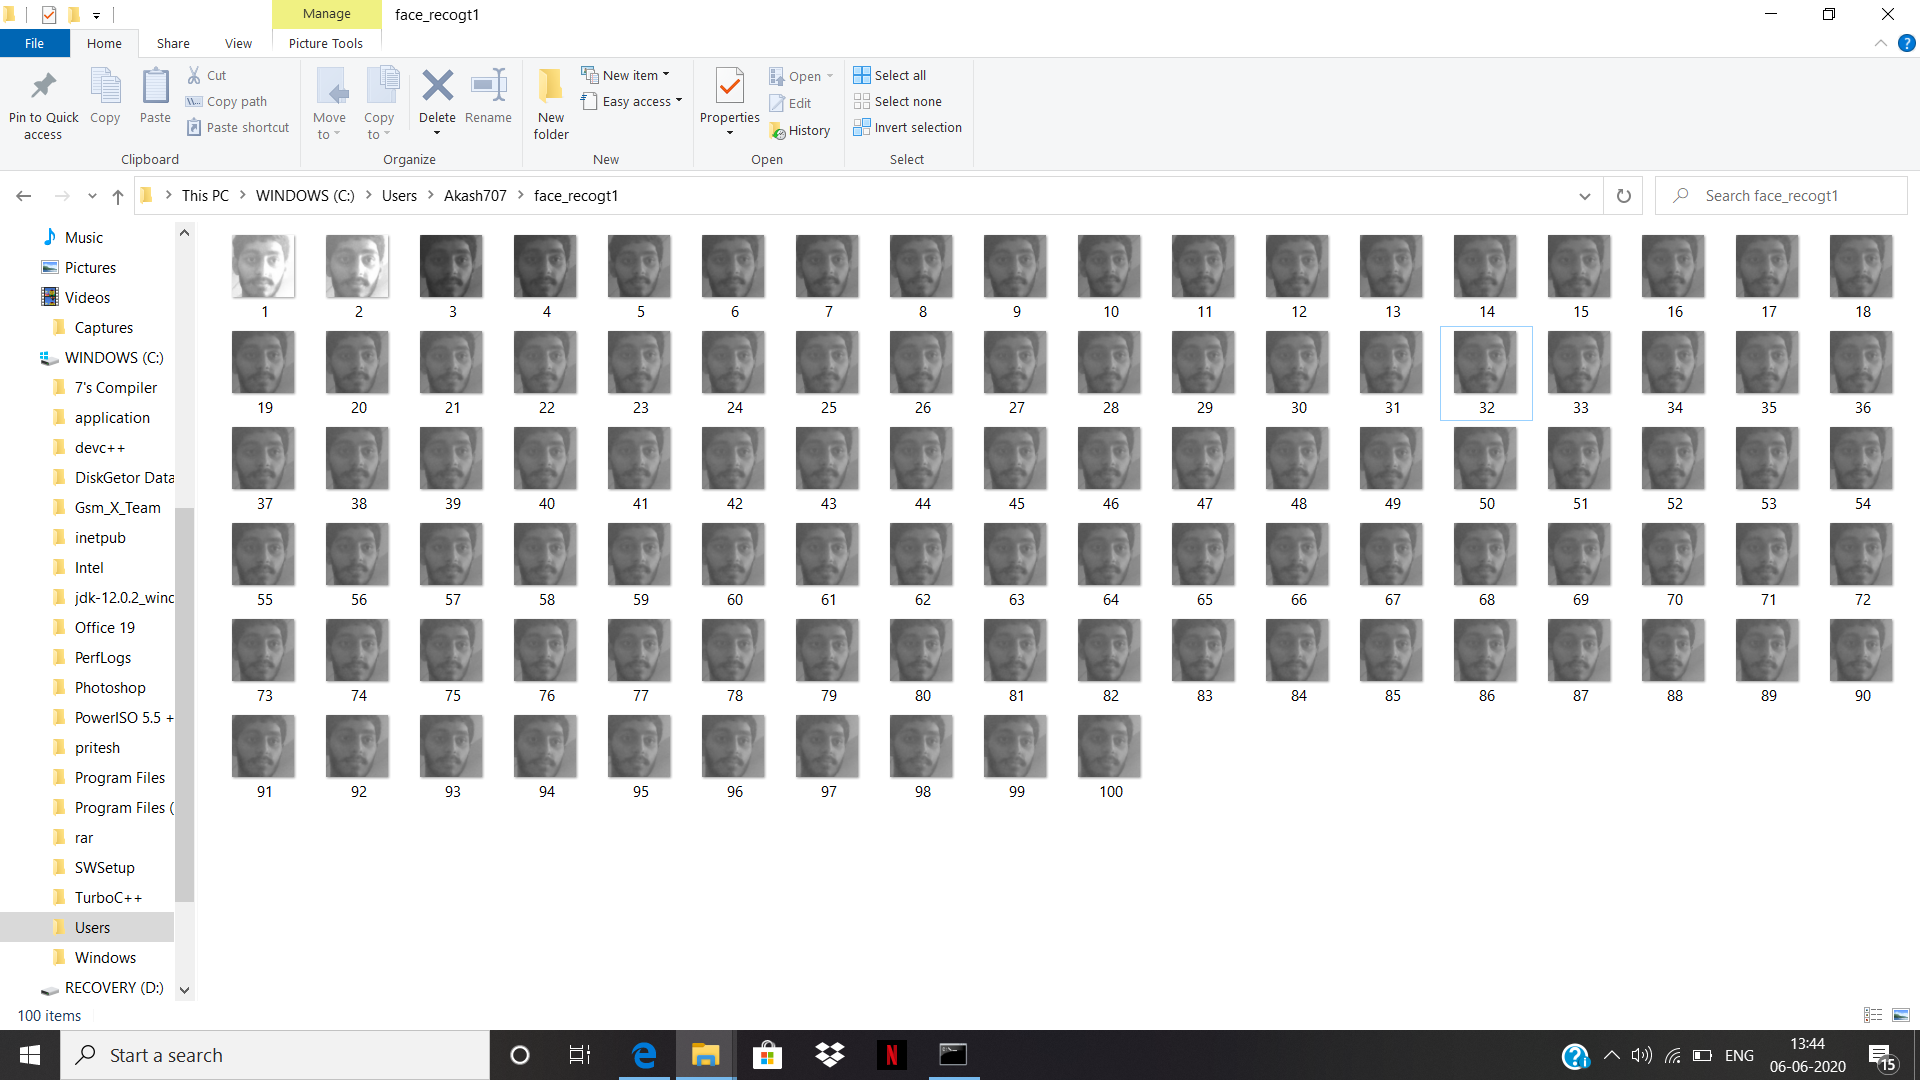 Manage
face_recogt1
File
Home
Share
View
Picture Tools
Pin to Quick access
Copy
Paste
Cut
Copy path
Paste shortcut
Clipboard
Move to
Copy to
Delete
Rename
Organize
New folder
New item
Easy access
New
Properties
Open
Edit
History
Open
Select all
Select none
Invert selection
Select
This PC
WINDOWS (C:)
Users
Akash707
face_recogt1
Search face_recogt1
Music
Pictures
Videos
Captures
WINDOWS (C:)
7's Compiler
application
devc++
DiskGetor Data
Gsm_X_Team
inetpub
Intel
jdk-12.0.2_winc
Office 19
PerfLogs
Photoshop
PowerISO 5.5 +
pritesh
Program Files
Program Files (
rar
SWSetup
TurboC++
Users
Windows
RECOVERY (D:)
1 2 3 4 5 6 7 8 9 10 11 12 13 14 15 16 17 18
19 20 21 22 23 24 25 26 27 28 29 30 31 32 33 34 35 36
37 38 39 40 41 42 43 44 45 46 47 48 49 50 51 52 53 54
55 56 57 58 59 60 61 62 63 64 65 66 67 68 69 70 71 72
73 74 75 76 77 78 79 80 81 82 83 84 85 86 87 88 89 90
91 92 93 94 95 96 97 98 99 100
100 items
Start a search
N
ENG
13:44
06-06-2020
15